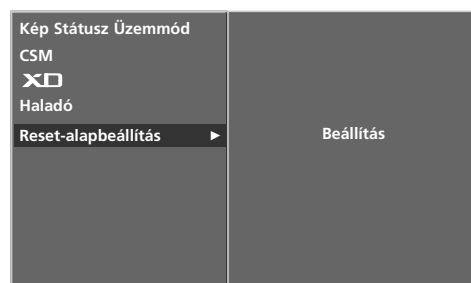 Kép Státusz Üzemmód
CSM
XD
Haladó
Reset-alapbeállítás ►
Beállítás